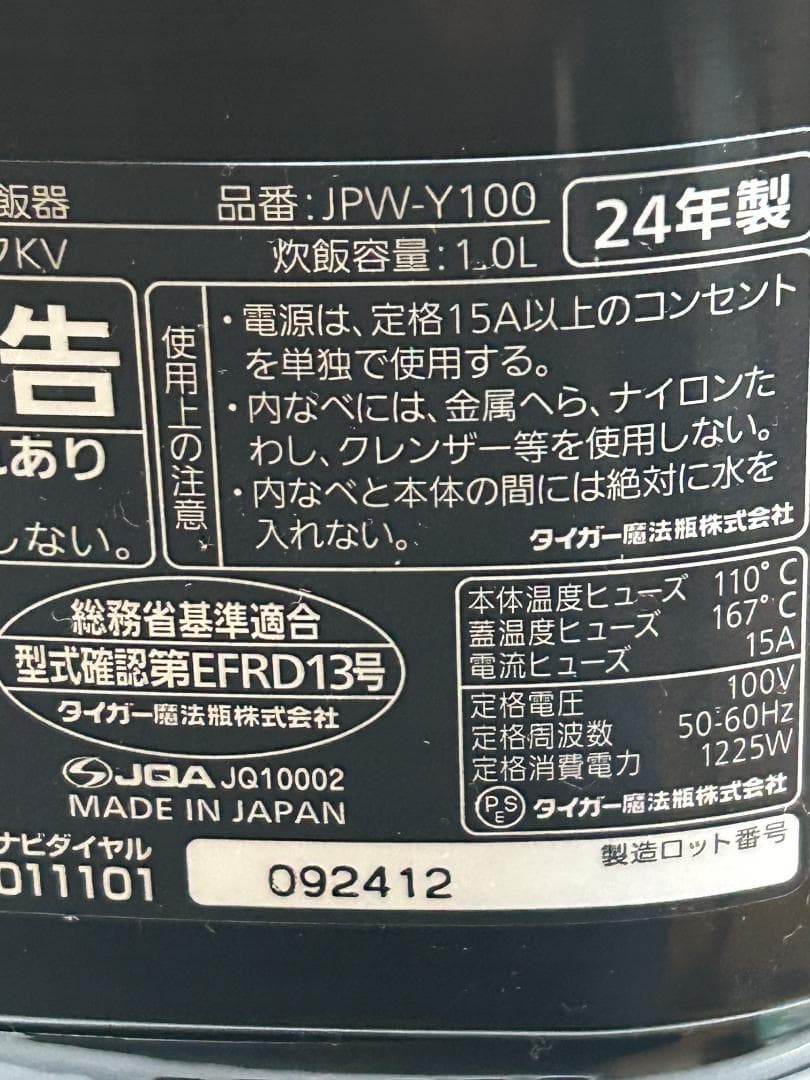 飯器
品番:JPW-Y100
24年製
KV
炊飯容量:1.0L
告
あり
しない。
使用上の注意
・電源は、定格15A以上のコンセント
を単独で使用する。
・内なべには、金属へら、ナイロンた
わし、クレンザー等を使用しない。
・内なべと本体の間には絶対に水を
入れない。
タイガー魔法瓶株式会社
総務省基準適合
型式確認第EFRD13号
タイガー魔法瓶株式会社
JQA JQ10002
MADE IN JAPAN
本体温度ヒューズ 110°C
蓋温度ヒューズ 167°C
電流ヒューズ 15A
定格電圧 100V
定格周波数 50-60Hz
定格消費電力 1225W
PSE タイガー魔法瓶株式会社
ナビダイヤル
011101
092412
製造ロット番号